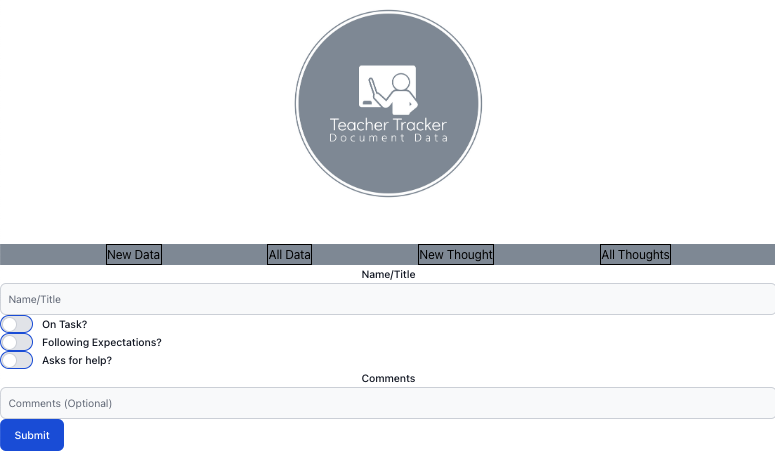 Teacher Tracker
Document Data
New Data All Data New Thought All Thoughts
Name/Title
Name/Title
On Task?
Following Expectations?
Asks for help?
Comments
Comments (Optional)
Submit